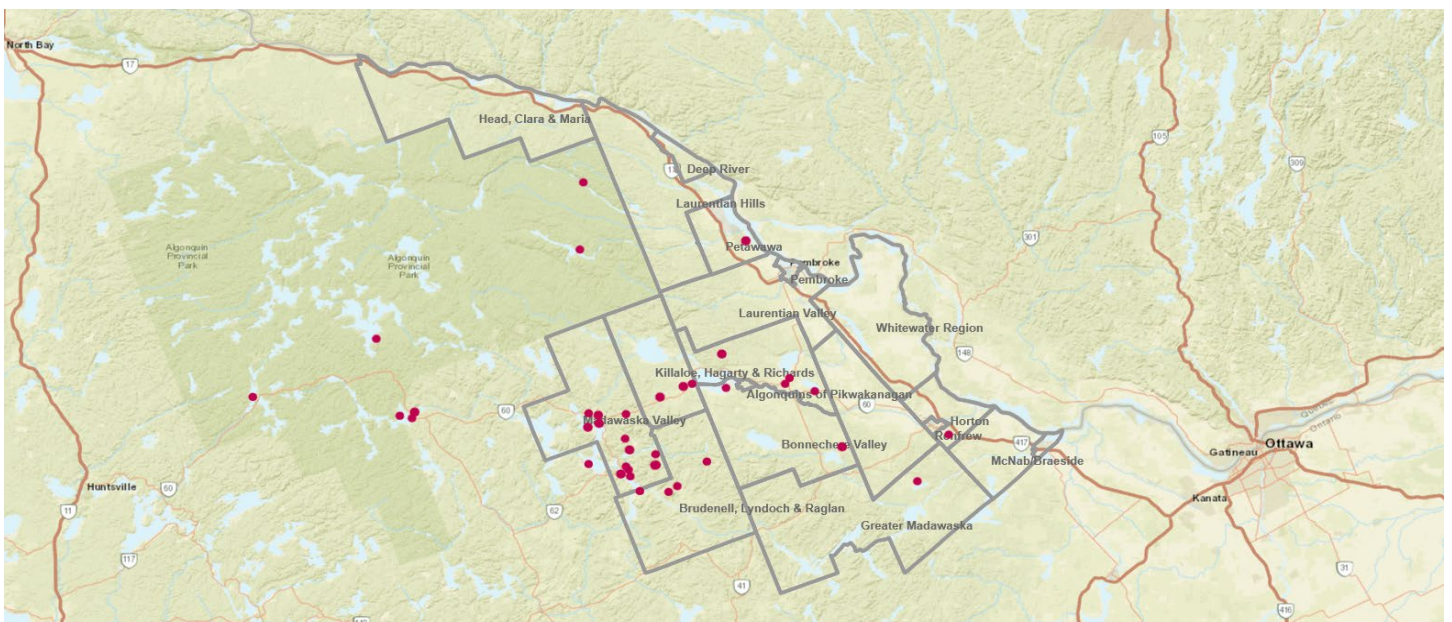 North Bay
17
Head, Clara & Maria
105
309
Deep River
Laurentian Hills
Algonquin
Provincial
Park
Algonquin
Provincial
Park
Petawawa
301
Pembroke
Pembroke
Laurentian Valley
Whitewater Region
148
Killaloe, Hagarty & Richards
Algonquins of Pikwakanagan
60
60
Madawaska Valley
Horton
Renfrew
Bonnechere Valley
417
McNab/Braeside
Québec
Ontario
Ottawa
Gatineau
Kanata
Huntsville
60
11
62
Brudenell, Lyndoch & Raglan
Greater Madawaska
117
41
31
416